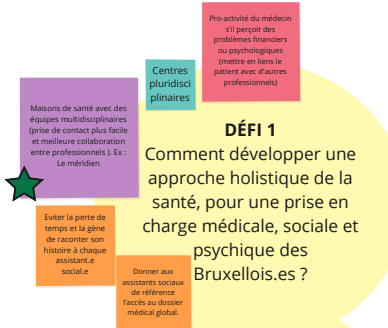 Pro-activité du médecin
s'il perçoit des
problèmes financiers
ou psychologiques
(mettre en liens le
patient avec d'autres
professionnels)
Centres
pluridisci
plinaires
Maisons de santé avec des
équipes multidisciplinaires
(prise de contact plus facile
et meilleure collaboration
entre professionnels ). Ex :
Le méridien
DÉFI 1
Comment développer une
approche holistique de la
santé, pour une prise en
charge médicale, sociale et
psychique des
Bruxellois.es ?
Eviter la perte de
temps et la gène
de raconter son
histoire à chaque
assistant.e
social.e
Donner aux
assistants sociaux
de référence
l'accès au dossier
médical global.